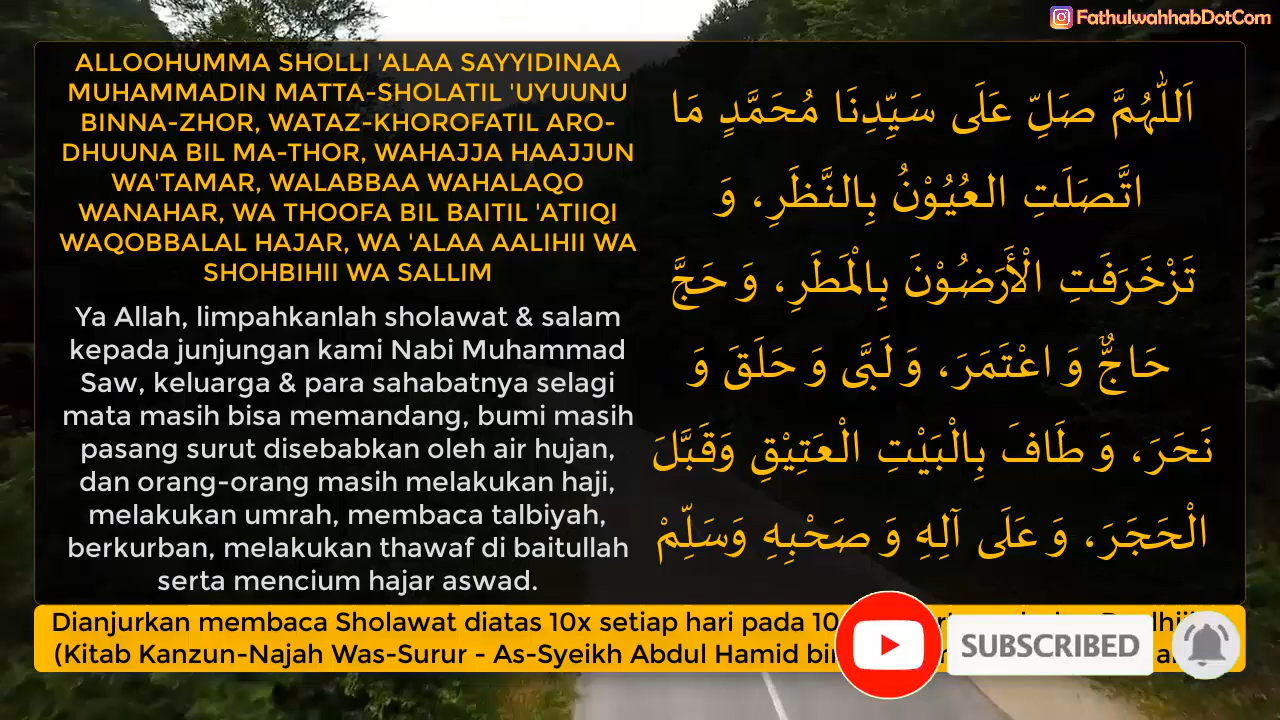 FathulwahhabDotCom
ALLOOHUMMA SHOLLI 'ALAA SAYYIDINAA
MUHAMMADIN MATTA-SHOLATIL 'UYUUNU
BINNA-ZHOR, WATAZ-KHOROFATIL ARO-
DHUUNA BIL MA-THOR, WAHAJJA HAAJJUN
WA'TAMAR, WALABBAA WAHALAQO
WANAHAR, WA THOOFA BIL BAITIL 'ATIIQI
WAQOBBALAL HAJAR, WA 'ALAA AALIHII WA
SHOHBIHII WA SALLIM
Ya Allah, limpahkanlah sholawat & salam
kepada junjungan kami Nabi Muhammad
Saw, keluarga & para sahabatnya selagi
mata masih bisa memandang, bumi masih
pasang surut disebabkan oleh air hujan,
dan orang-orang masih melakukan haji,
melakukan umrah, membaca talbiyah,
berkurban, melakukan thawaf di baitullah
serta mencium hajar aswad.
اَللّٰهُمَّ صَلِّ عَلَى سَيِّدِنَا مُحَمَّدٍ مَا
اتَّصَلَتِ العُيُوْنُ بِالنَّظَرِ، وَ
تَزْخَرَفَتِ الْأَرَضُوْنَ بِالْمَطَرِ، وَ حَجَّ
حَاجٌّ وَ اعْتَمَرَ، وَ لَبَّى وَ حَلَقَ وَ
نَحَرَ، وَ طَافَ بِالْبَيْتِ الْعَتِيْقِ وَقَبَّلَ
الْحَجَرَ، وَ عَلَى آلِهِ وَ صَحْبِهِ وَسَلِّمْ
Dianjurkan membaca Sholawat diatas 10x setiap hari pada 10
(Kitab Kanzun-Najah Was-Surur - As-Syeikh Abdul Hamid bin
SUBSCRIBED